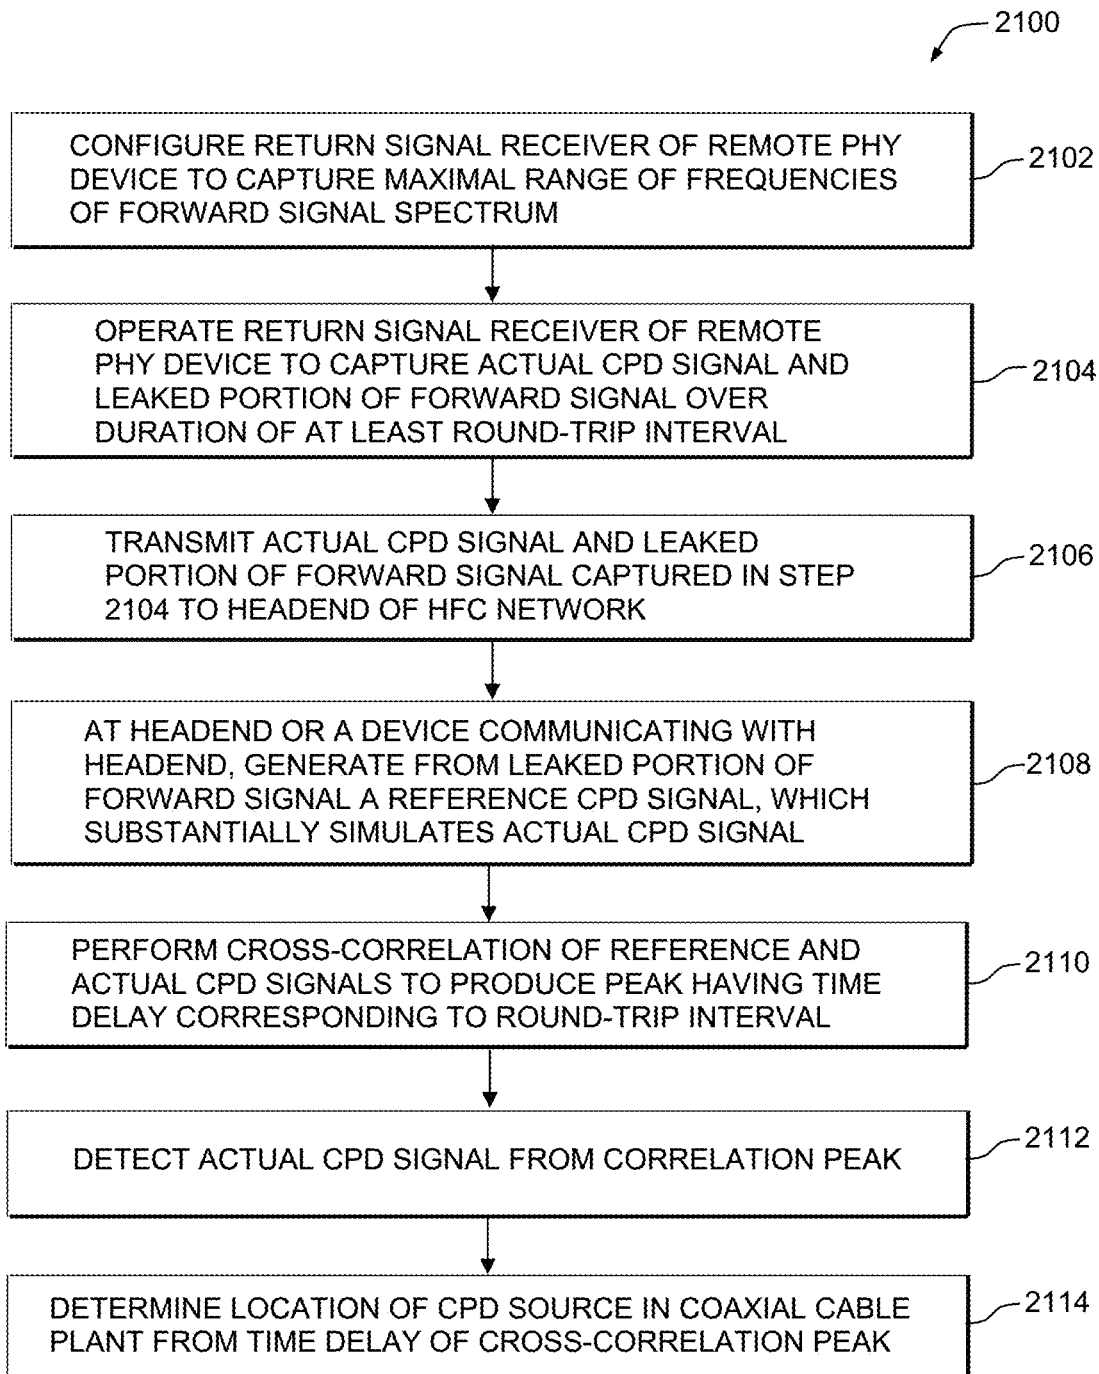 2100
CONFIGURE RETURN SIGNAL RECEIVER OF REMOTE PHY
DEVICE TO CAPTURE MAXIMAL RANGE OF FREQUENCIES
OF FORWARD SIGNAL SPECTRUM
2102
OPERATE RETURN SIGNAL RECEIVER OF REMOTE
PHY DEVICE TO CAPTURE ACTUAL CPD SIGNAL AND
LEAKED PORTION OF FORWARD SIGNAL OVER
DURATION OF AT LEAST ROUND-TRIP INTERVAL
2104
TRANSMIT ACTUAL CPD SIGNAL AND LEAKED
PORTION OF FORWARD SIGNAL CAPTURED IN STEP
2104 TO HEADEND OF HFC NETWORK
2106
AT HEADEND OR A DEVICE COMMUNICATING WITH
HEADEND, GENERATE FROM LEAKED PORTION OF
FORWARD SIGNAL A REFERENCE CPD SIGNAL, WHICH
SUBSTANTIALLY SIMULATES ACTUAL CPD SIGNAL
2108
PERFORM CROSS-CORRELATION OF REFERENCE AND
ACTUAL CPD SIGNALS TO PRODUCE PEAK HAVING TIME
DELAY CORRESPONDING TO ROUND-TRIP INTERVAL
2110
DETECT ACTUAL CPD SIGNAL FROM CORRELATION PEAK
2112
DETERMINE LOCATION OF CPD SOURCE IN COAXIAL CABLE
PLANT FROM TIME DELAY OF CROSS-CORRELATION PEAK
2114